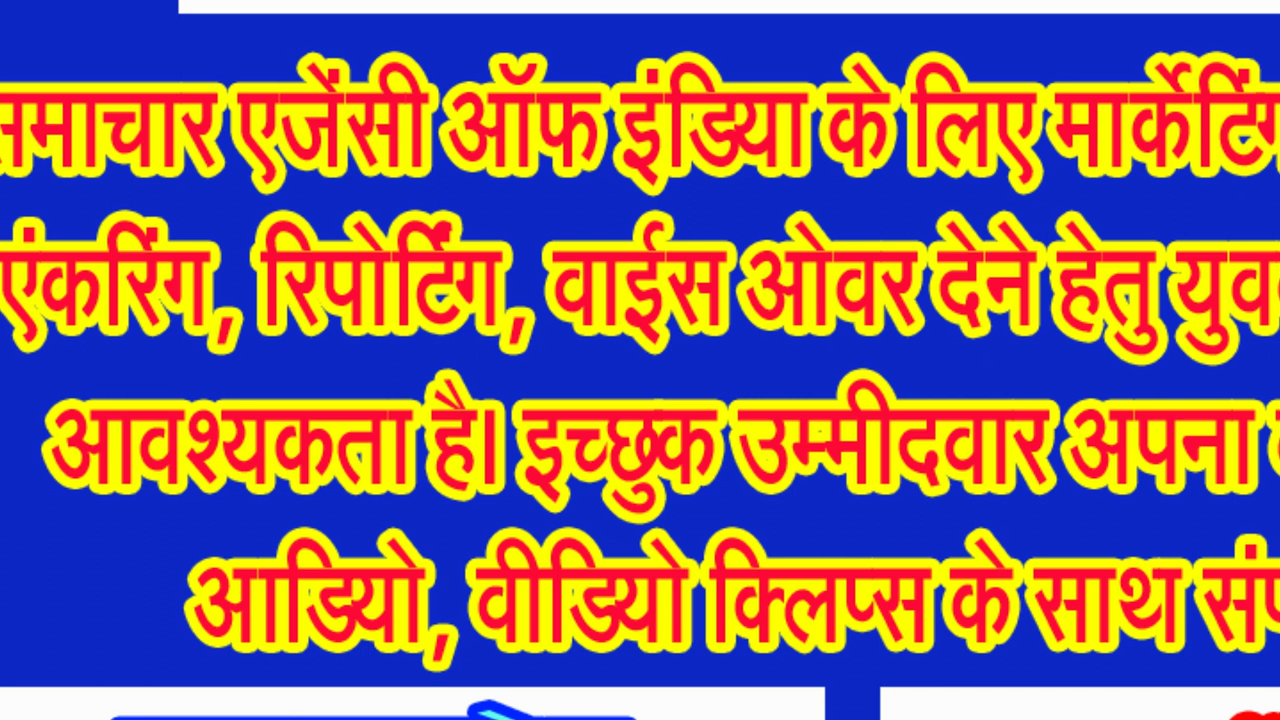 समाचार एजेंसी ऑफ इंडिया के लिए मार्केटिंग
एंकरिंग, रिपोर्टिंग, वाईस ओवर देने हेतु
आवश्यकता है। इच्छुक उम्मीदवार अपना
आडियो, वीडियो क्लिप्स के साथ